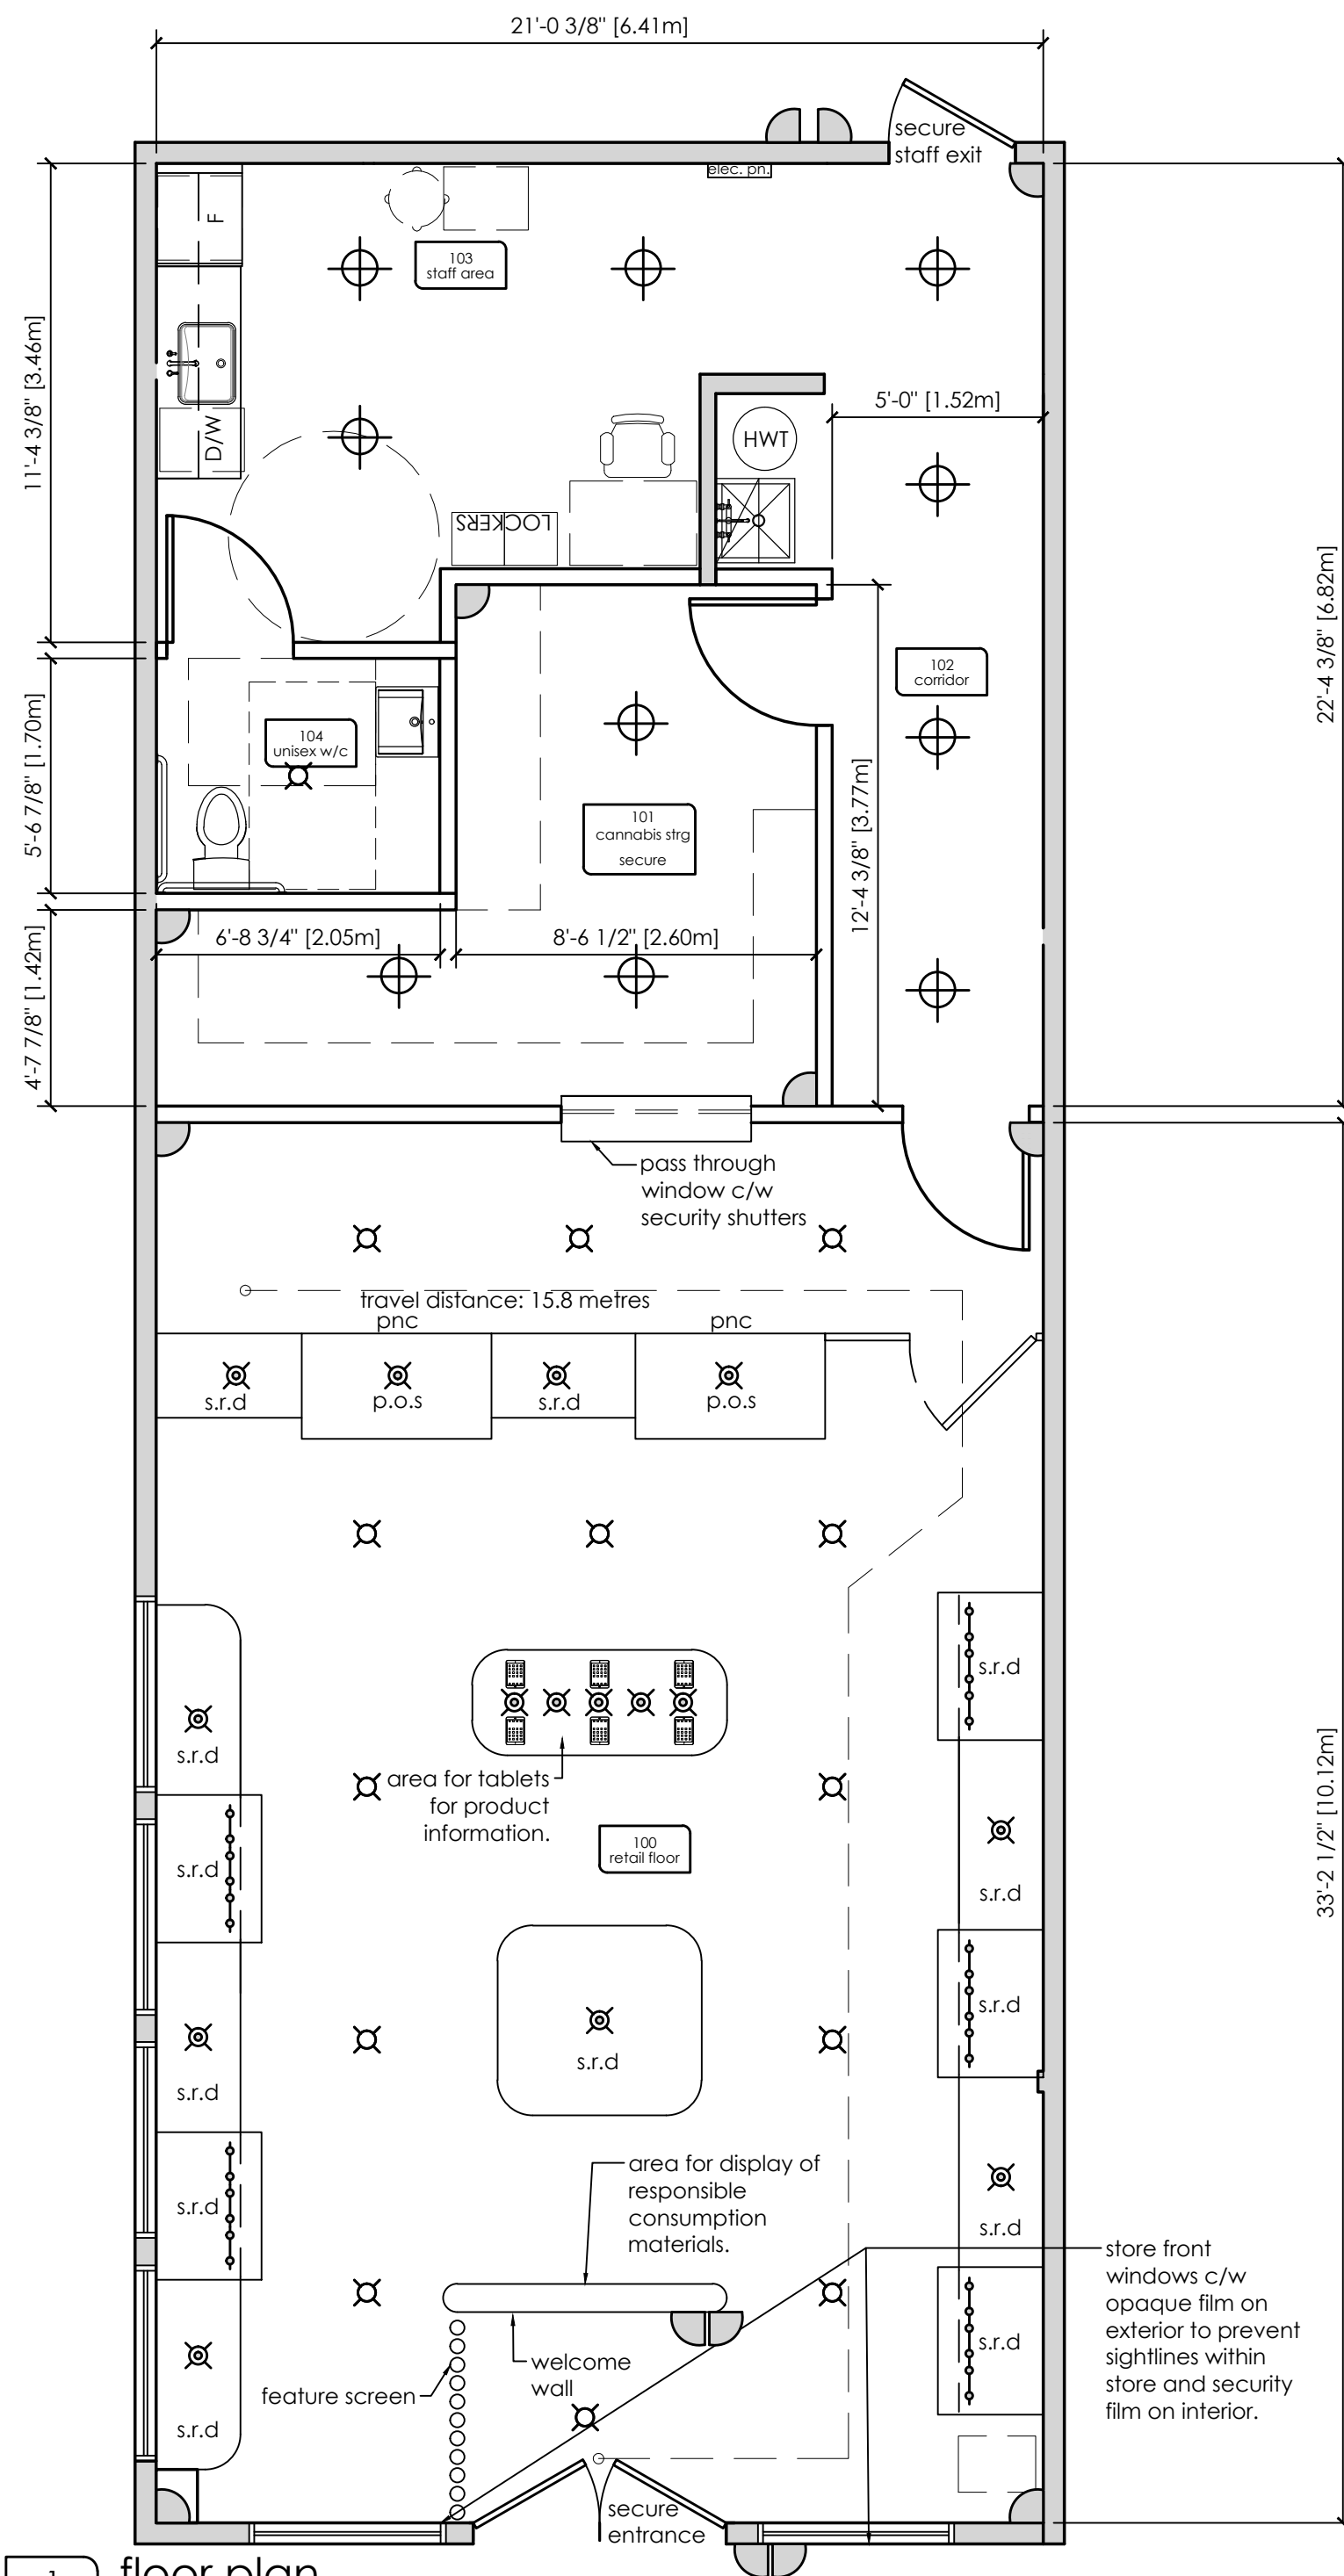 21'-0 3/8" [6.41m]
secure
staff exit
elec. pn.
F
103
staff area
11'-4 3/8" [3.46m]
5'-0" [1.52m]
HWT
D/W
LOCKERS
22'-4 3/8" [6.82m]
102
corridor
104
unisex w/c
5'-6 7/8" [1.70m]
101
cannabis strg
secure
12'-4 3/8" [3.77m]
6'-8 3/4" [2.05m]
8'-6 1/2" [2.60m]
4'-7 7/8" [1.42m]
pass through
window c/w
security shutters
travel distance: 15.8 metres
pnc
pnc
s.r.d
p.o.s
s.r.d
p.o.s
s.r.d
s.r.d
area for tablets
for product
information.
33'-2 1/2" [10.12m]
100
retail floor
s.r.d
s.r.d
s.r.d
s.r.d
s.r.d
area for display of
responsible
consumption
materials.
s.r.d
s.r.d
store front
windows c/w
opaque film on
exterior to prevent
sightlines within
store and security
film on interior.
s.r.d
welcome
wall
feature screen
s.r.d
secure
entrance
1
floor plan